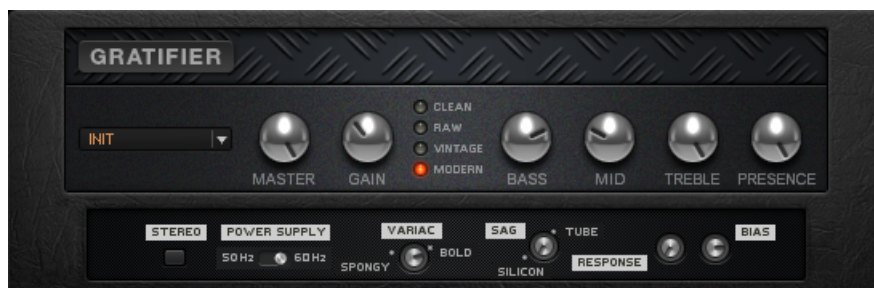 GRATIFIER
INIT
MASTER
GAIN
CLEAN
RAW
VINTAGE
MODERN
BASS
MID
TREBLE
PRESENCE
STEREO
POWER SUPPLY
50Hz 60Hz
VARIAC
SPONGY
BOLD
SAG
TUBE
SILICON
RESPONSE
BIAS